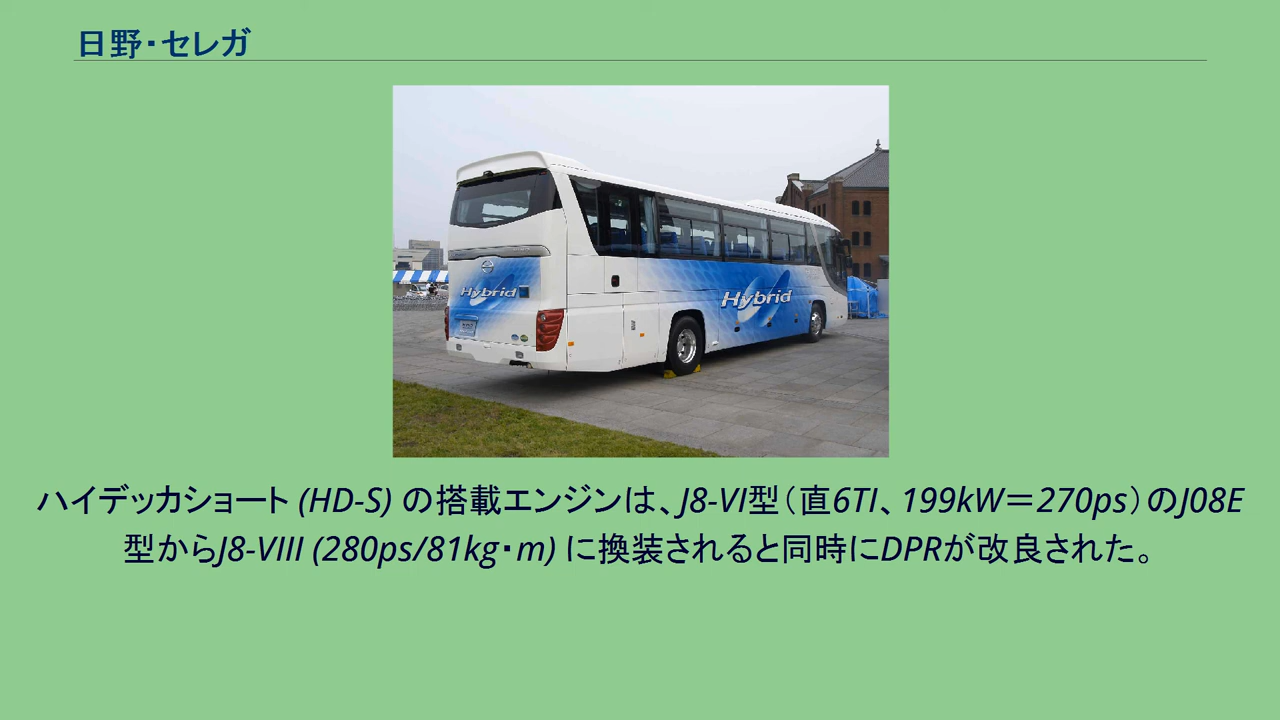 日野・セレガ
Hybrid
Hybrid
ハイデッカショート (HD-S) の搭載エンジンは、J8-VI型（直6TI、199kW＝270ps）のJ08E
型からJ8-VIII (280ps/81kg・m) に換装されると同時にDPRが改良された。